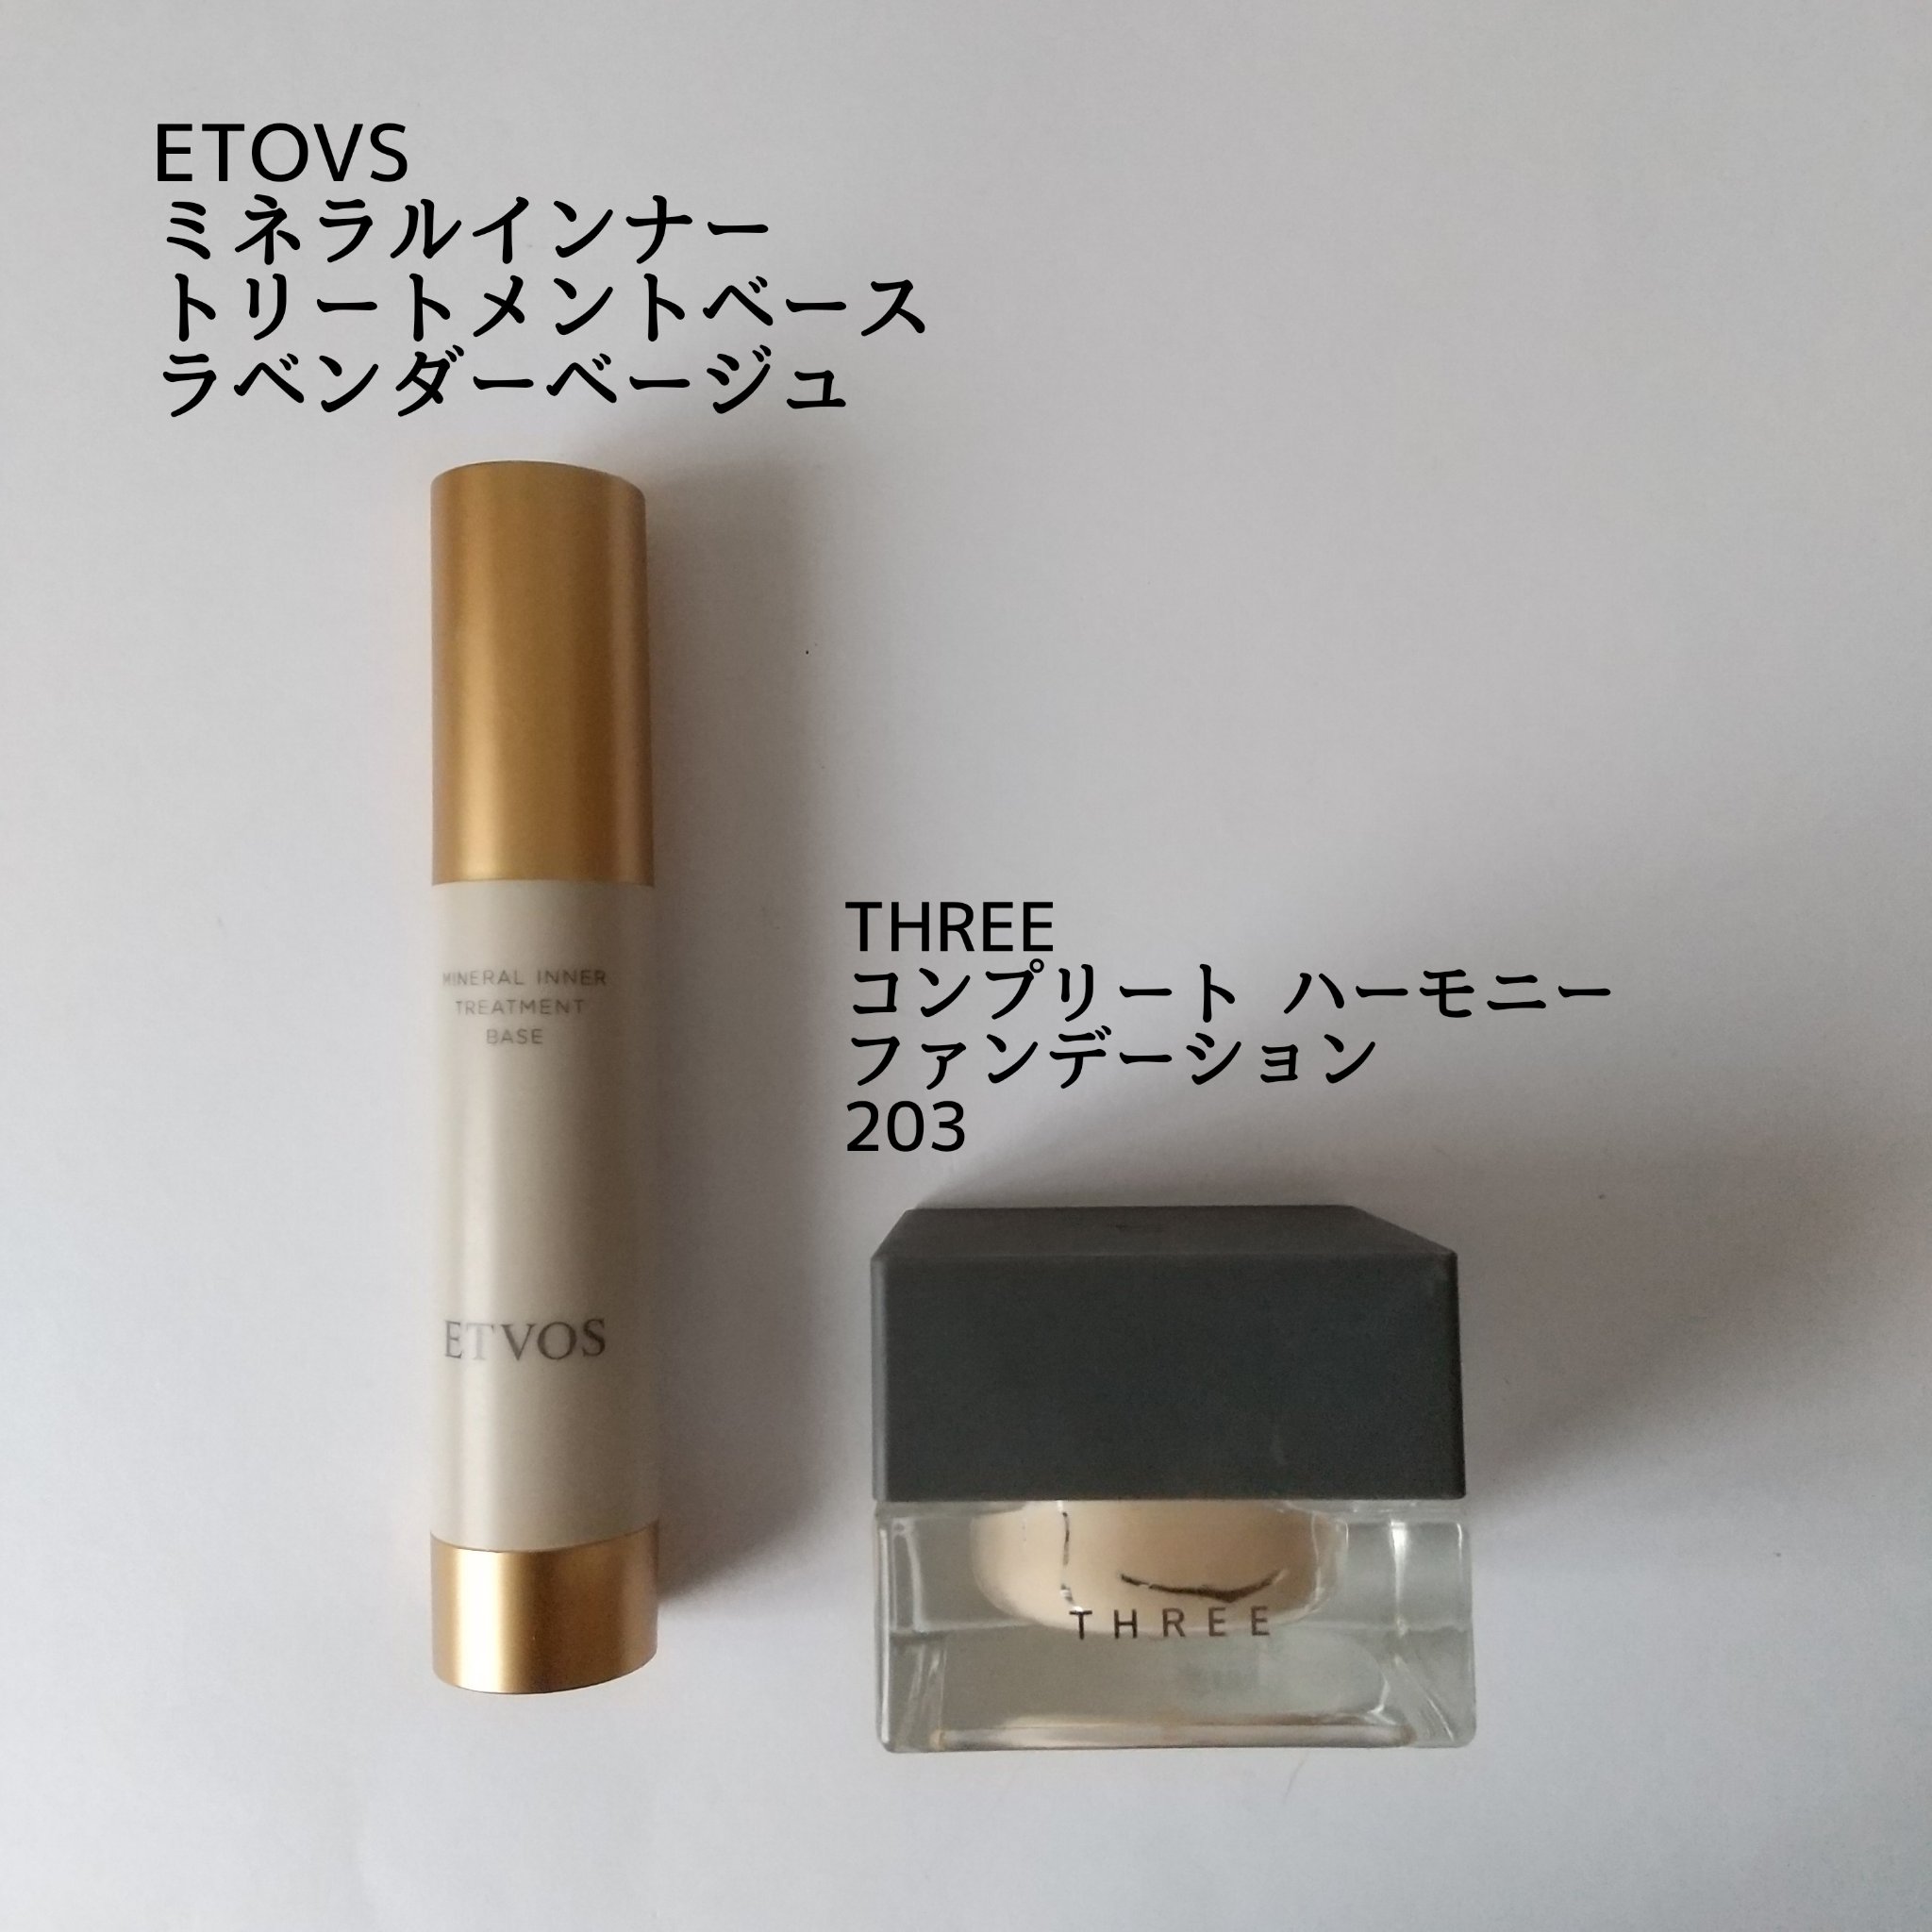 ETOVS
ミネラルインナー
トリートメントベース
ラベンダーベージュ
MINERAL INNER
TREATMENT
BASE
ETVOS
THREE
コンプリート ハーモニー
ファンデーション
203
THREE